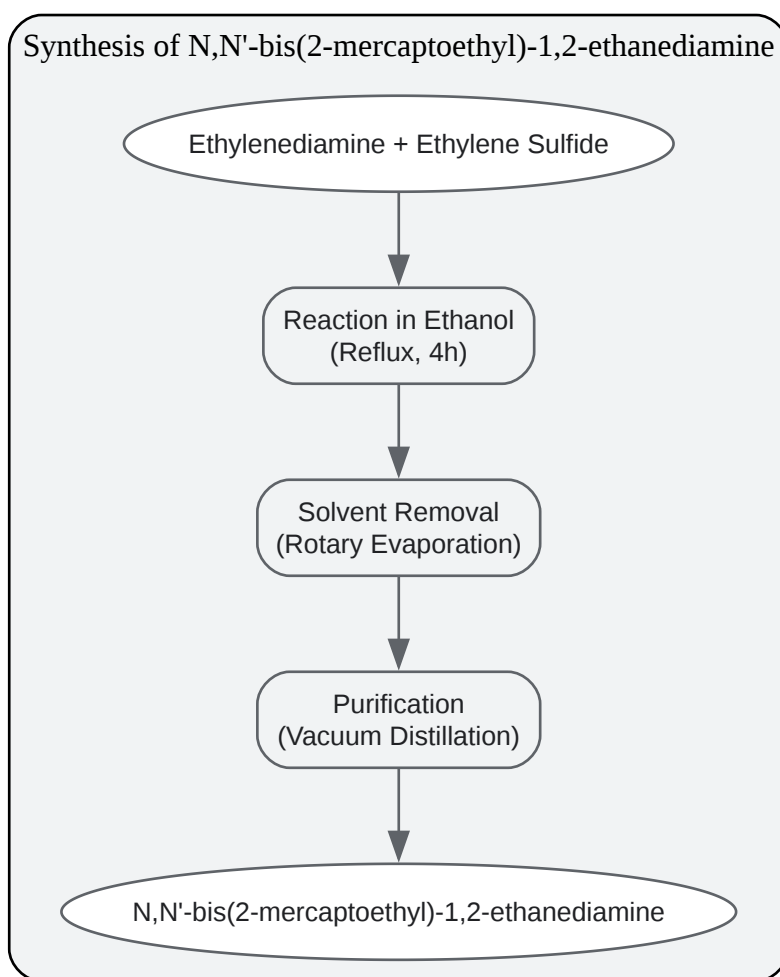 Synthesis of N,N'-bis(2-mercaptoethyl)-1,2-ethanediamine
Ethylenediamine + Ethylene Sulfide
Reaction in Ethanol
(Reflux, 4h)
Solvent Removal
(Rotary Evaporation)
Purification
(Vacuum Distillation)
N,N'-bis(2-mercaptoethyl)-1,2-ethanediamine